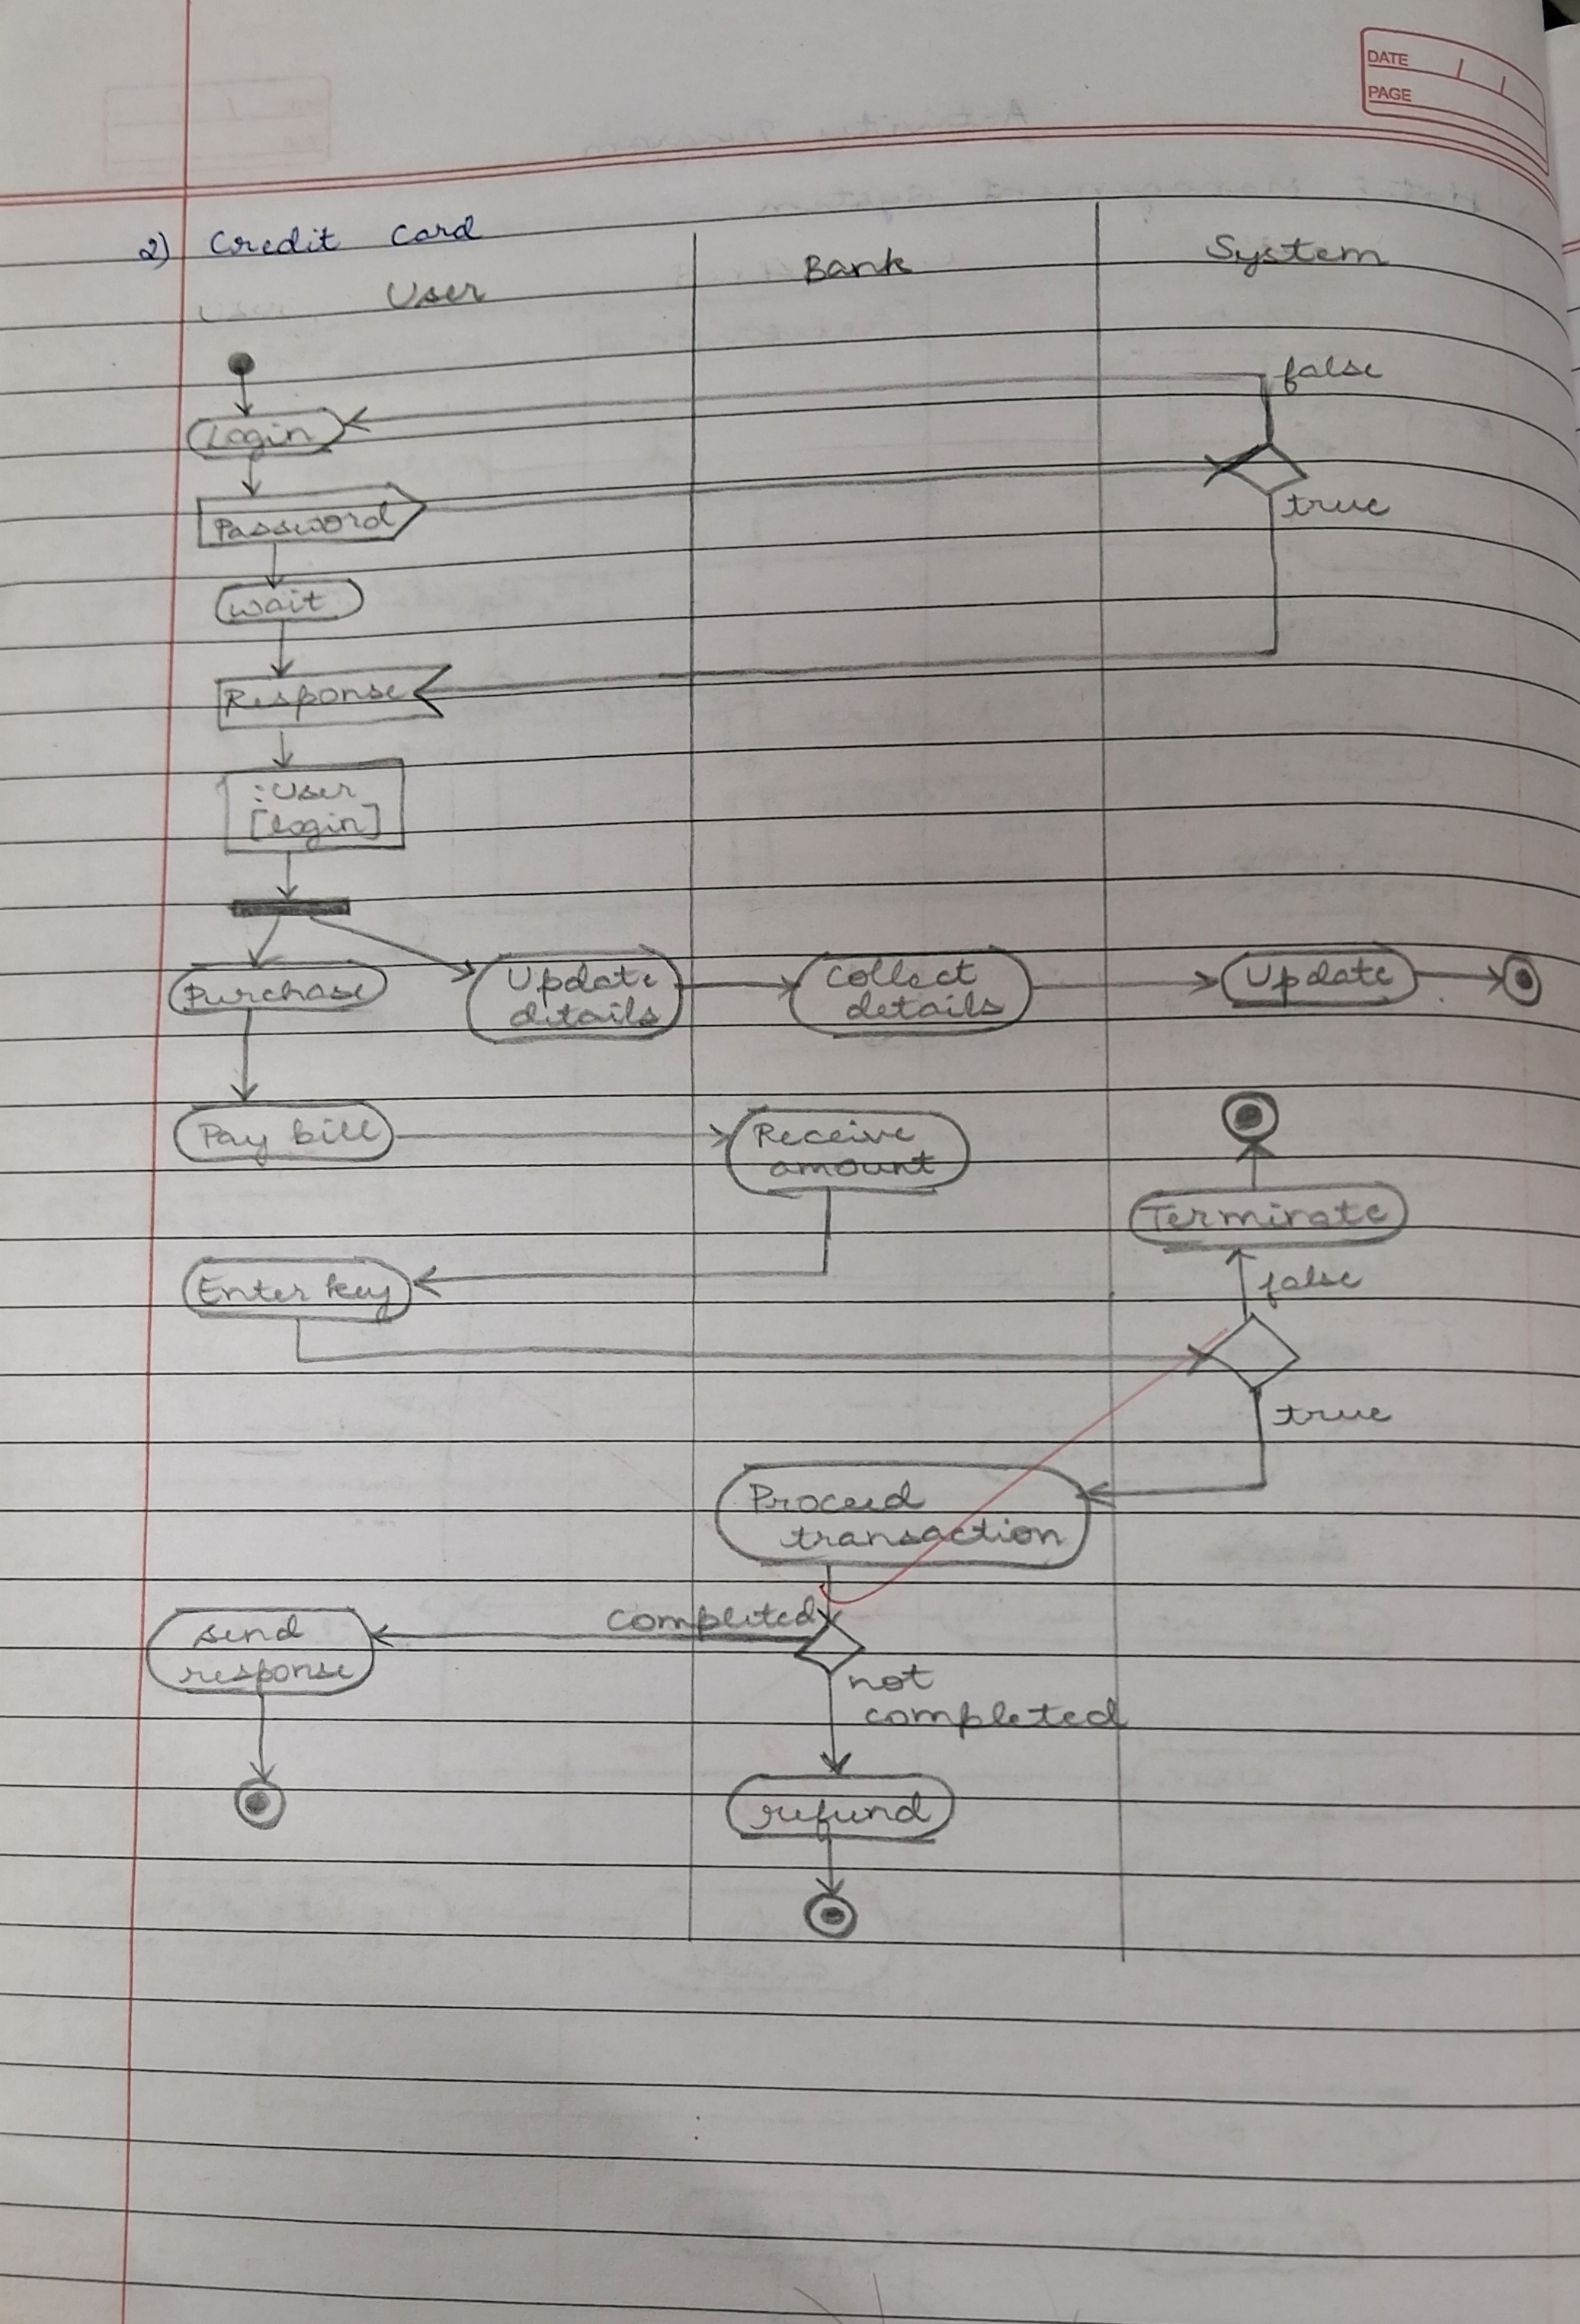 DATE
PAGE
2) Credit Card
User
Bank
System
false
Login
true
Password
wait
Response
:User
[login]
Purchase
Update
details
Collect
details
Update
Pay bill
Receive
amount
Terminate
Enter key
false
true
Proceed
transaction
completed
send
response
not
completed
refund